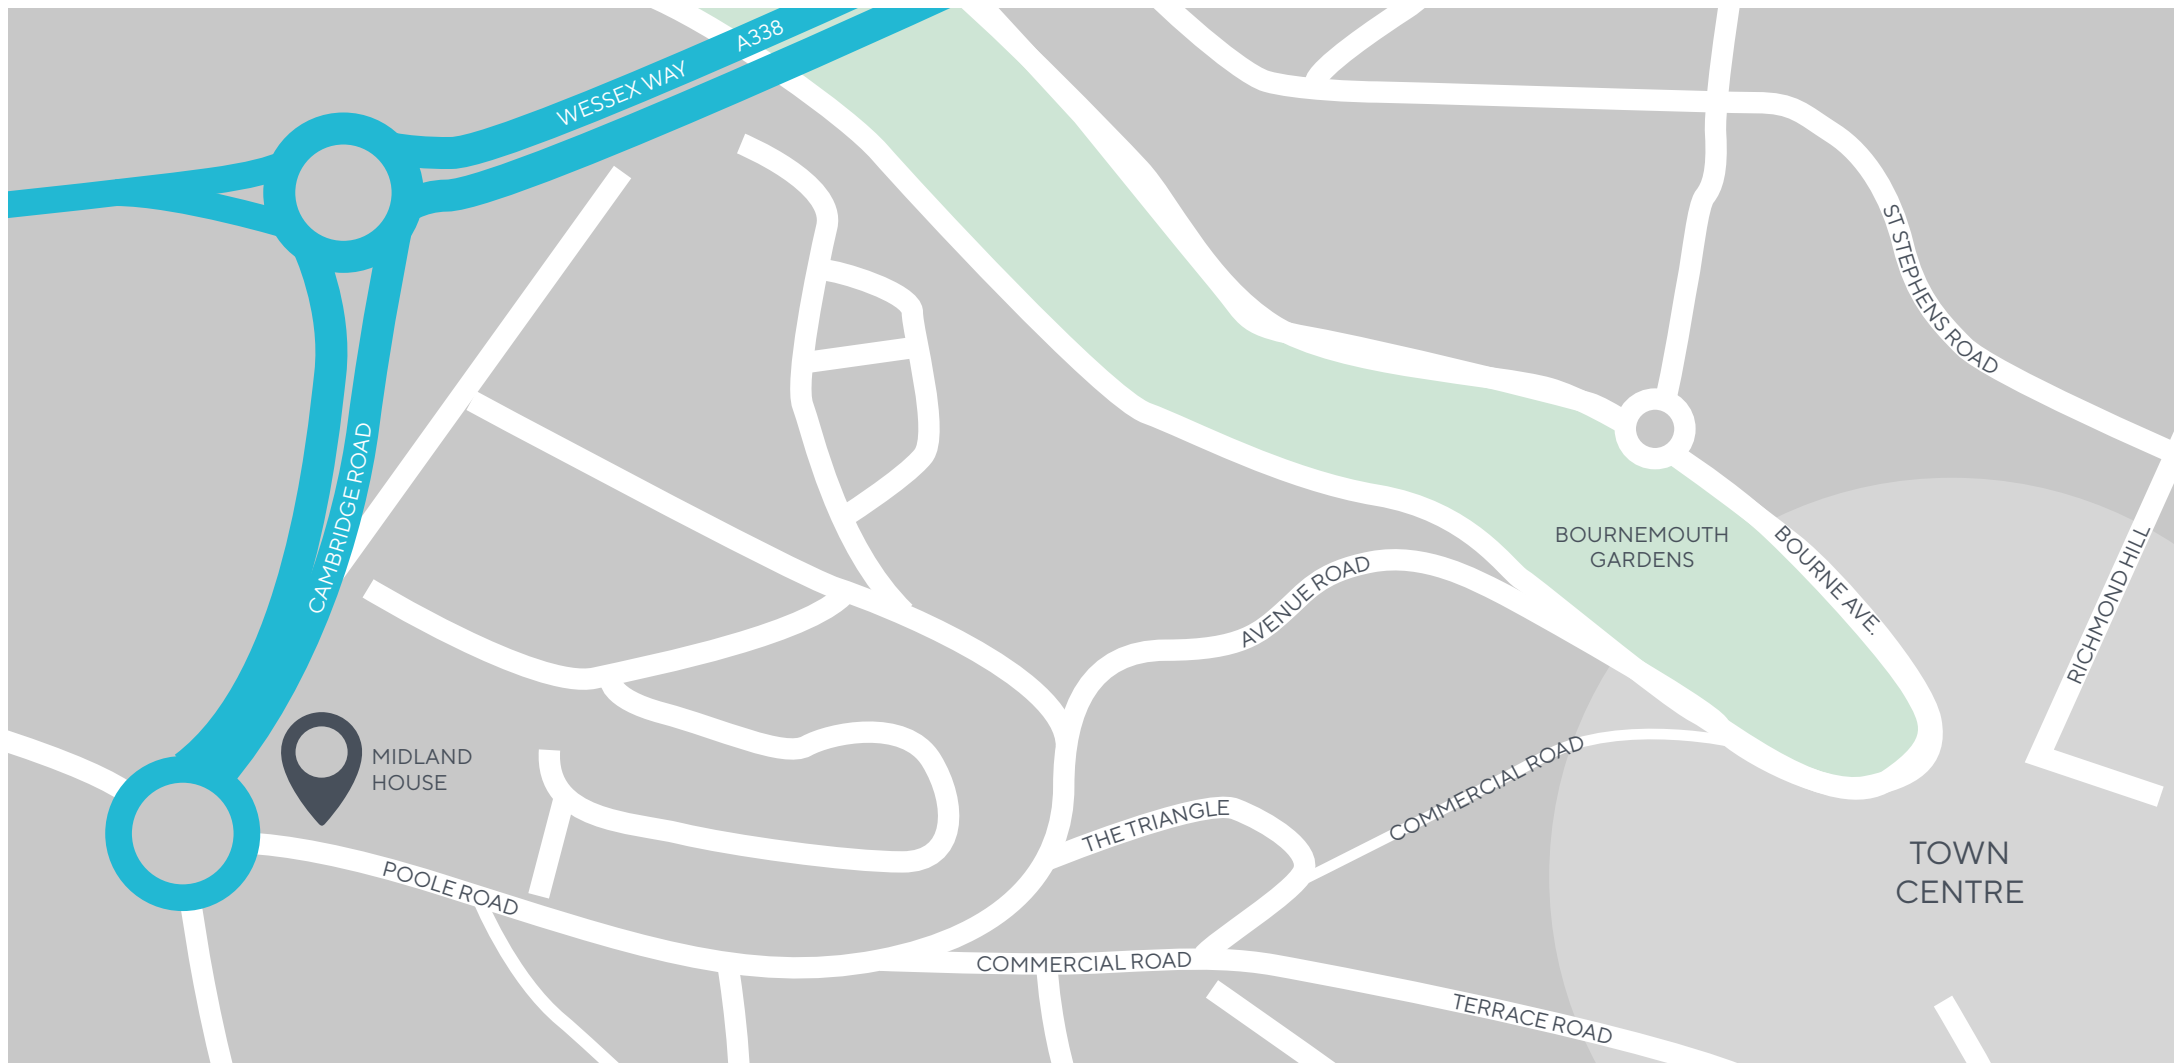 A338
WESSEX WAY
ST STEPHENS ROAD
CAMBRIDGE ROAD
BOURNEMOUTH
GARDENS
BOURNE AVE.
RICHMOND HILL
AVENUE ROAD
MIDLAND
HOUSE
COMMERCIAL ROAD
THE TRIANGLE
TOWN
CENTRE
POOLE ROAD
COMMERCIAL ROAD
TERRACE ROAD